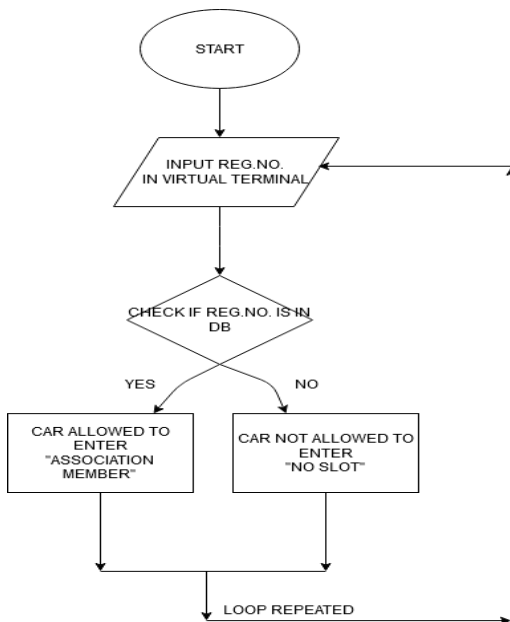 START
INPUT REG.NO.
IN VIRTUAL TERMINAL
CHECK IF REG.NO. IS IN
DB
YES
NO
CAR ALLOWED TO
ENTER
"ASSOCIATION
MEMBER"
CAR NOT ALLOWED TO
ENTER
"NO SLOT"
LOOP REPEATED